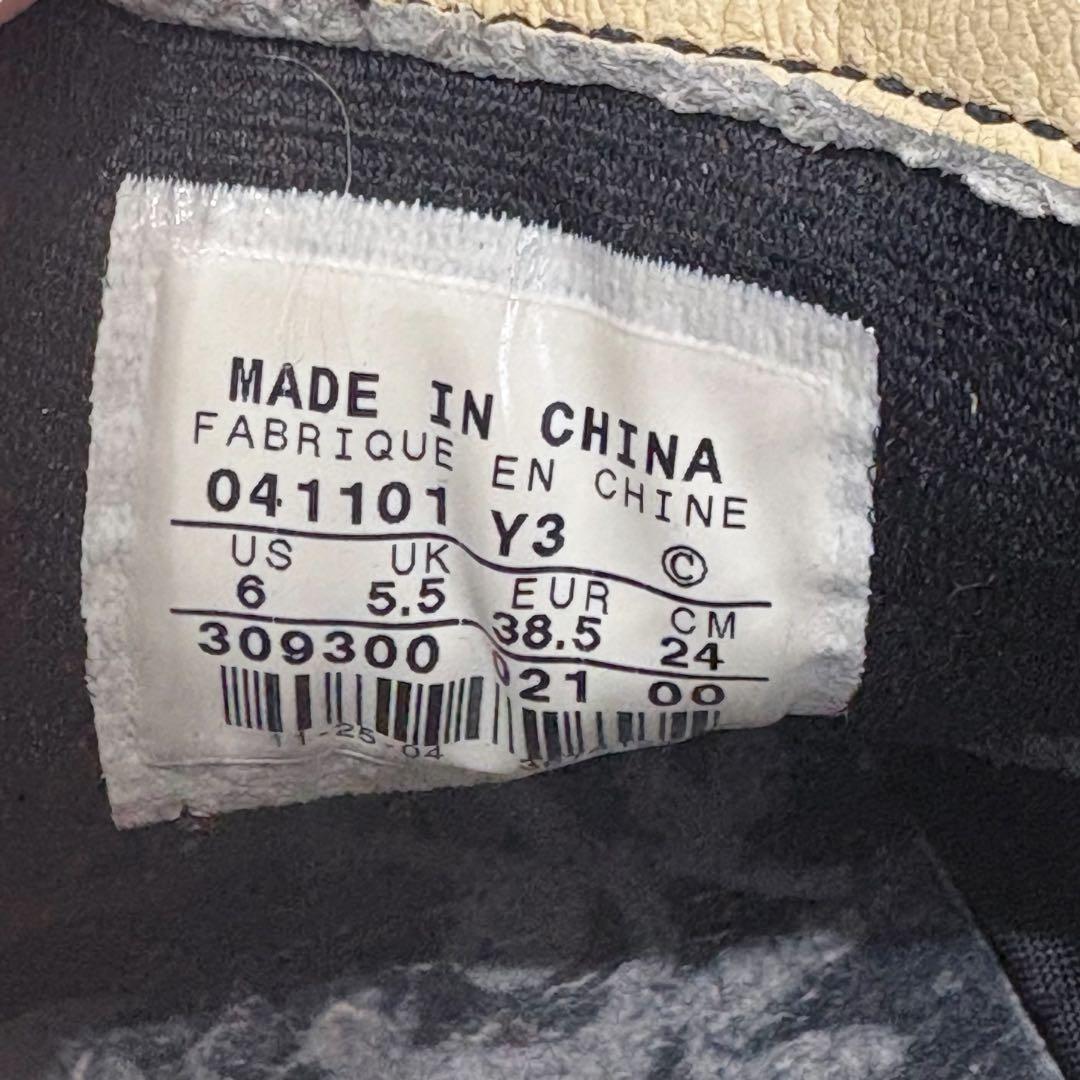 MADE IN CHINA
FABRIQUE EN CHINE
041101 Y3 ©
US UK EUR CM
6 5.5 38.5 24
309300 021 00
-25-04